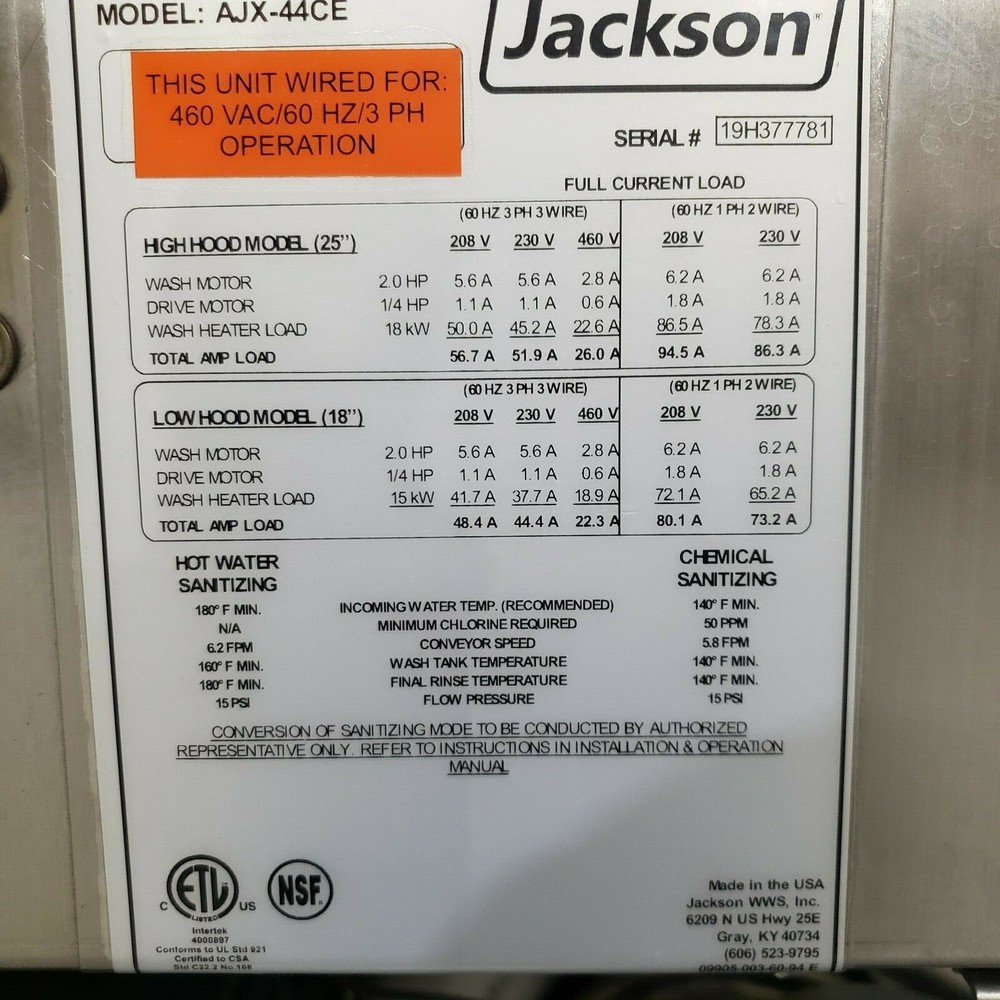 MODEL: AJX-44CE
Jackson®
THIS UNIT WIRED FOR:
460 VAC/60 HZ/3 PH
OPERATION
SERIAL # 19H377781
FULL CURRENT LOAD
(60 HZ 3 PH 3 WIRE) (60 HZ 1 PH 2 WIRE)
HIGH HOOD MODEL (25") 208 V 230 V 460 V 208 V 230 V
WASH MOTOR 2.0 HP 5.6 A 5.6 A 2.8 A 6.2 A 6.2 A
DRIVE MOTOR 1/4 HP 1.1 A 1.1 A 0.6 A 1.8 A 1.8 A
WASH HEATER LOAD 18 kW 50.0 A 45.2 A 22.6 A 86.5 A 78.3 A
TOTAL AMP LOAD 56.7 A 51.9 A 26.0 A 94.5 A 86.3 A
(60 HZ 3 PH 3 WIRE) (60 HZ 1 PH 2 WIRE)
LOW HOOD MODEL (18") 208 V 230 V 460 V 208 V 230 V
WASH MOTOR 2.0 HP 5.6 A 5.6 A 2.8 A 6.2 A 6.2 A
DRIVE MOTOR 1/4 HP 1.1 A 1.1 A 0.6 A 1.8 A 1.8 A
WASH HEATER LOAD 15 kW 41.7 A 37.7 A 18.9 A 72.1 A 65.2 A
TOTAL AMP LOAD 48.4 A 44.4 A 22.3 A 80.1 A 73.2 A
HOT WATER CHEMICAL
SANITIZING SANITIZING
180° F MIN. INCOMING WATER TEMP. (RECOMMENDED) 140° F MIN.
N/A MINIMUM CHLORINE REQUIRED 50 PPM
6.2 FPM CONVEYOR SPEED 5.8 FPM
160° F MIN. WASH TANK TEMPERATURE 140° F MIN.
180° F MIN. FINAL RINSE TEMPERATURE 140° F MIN.
15 PSI FLOW PRESSURE 15 PSI
CONVERSION OF SANITIZING MODE TO BE CONDUCTED BY AUTHORIZED
REPRESENTATIVE ONLY. REFER TO INSTRUCTIONS IN INSTALLATION & OPERATION
MANUAL
C ETL US
LISTED
NSF®
Intertek
4000897
Conforms to UL Std 921
Certified to CSA
Std C22.2 No.168
Made in the USA
Jackson WWS, Inc.
6209 N US Hwy 25E
Gray, KY 40734
(606) 523-9795
09905-003-60-94 F